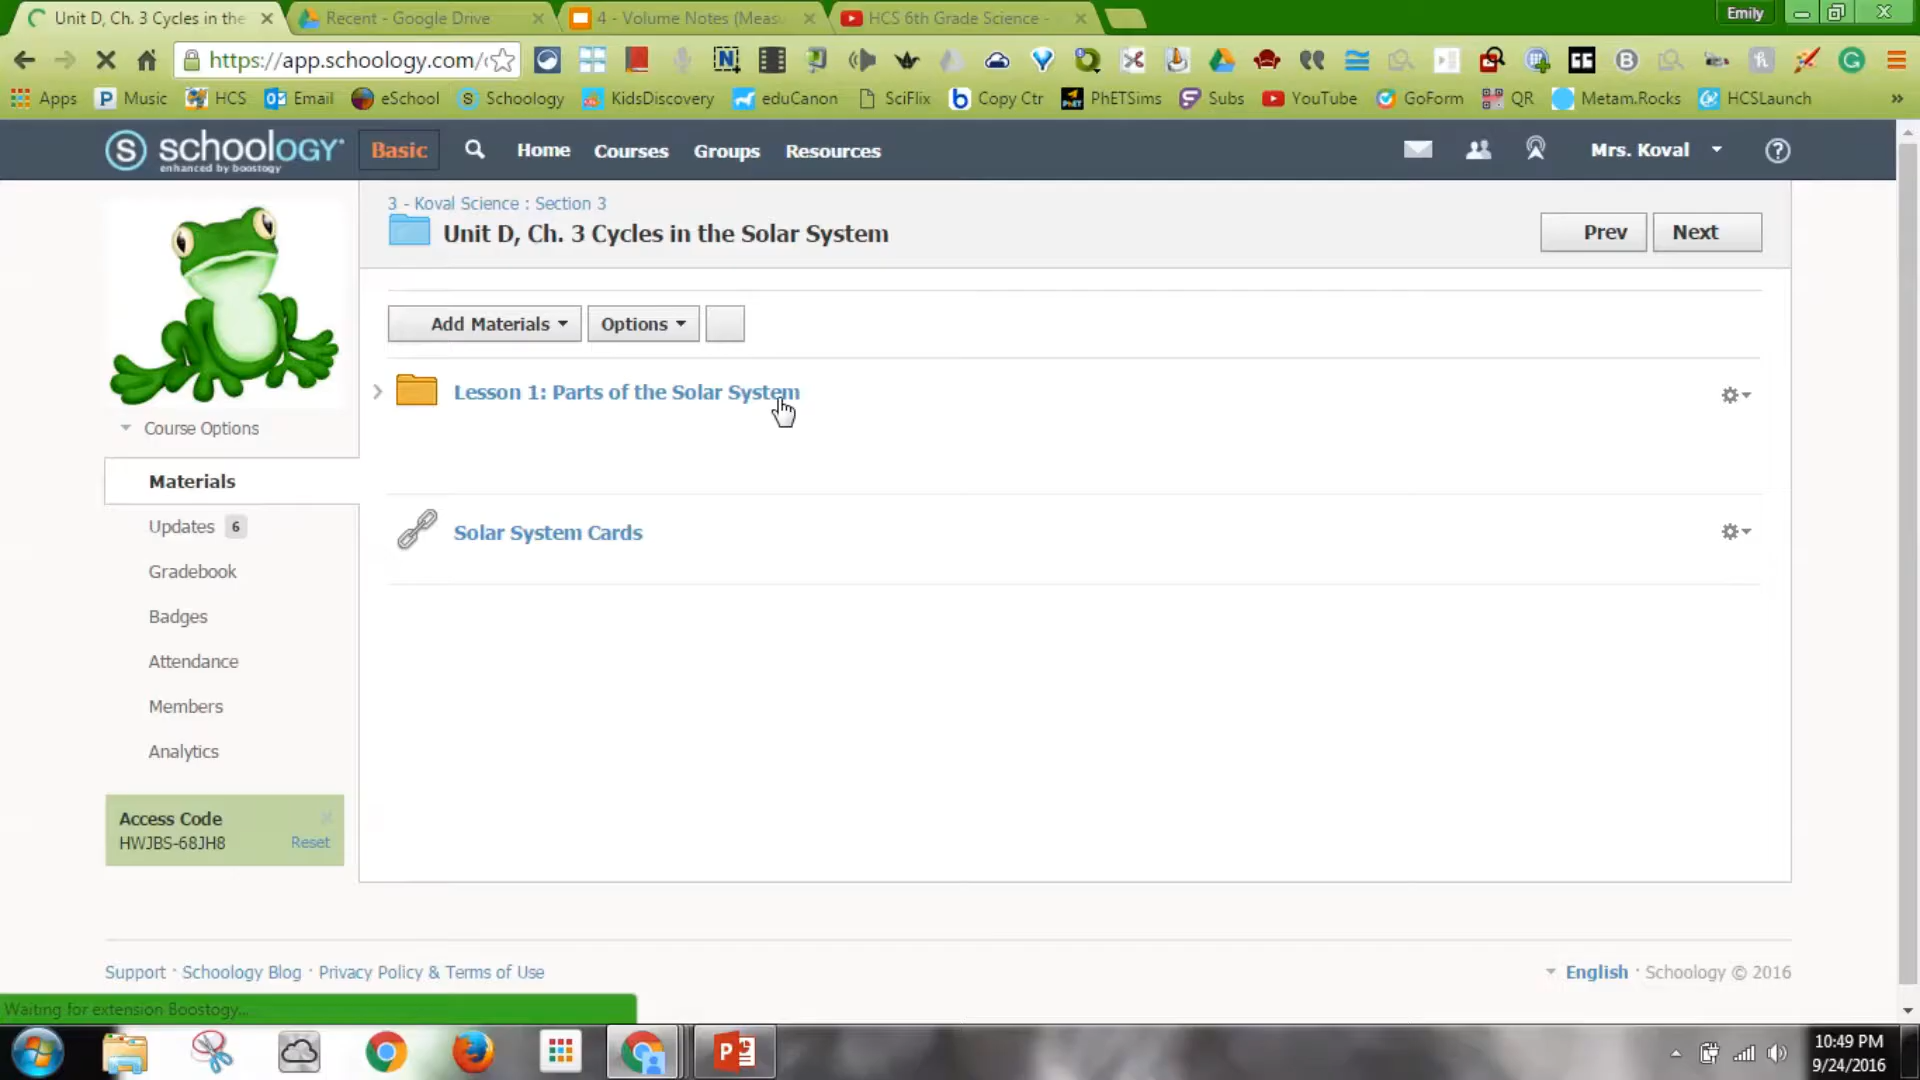 Unit D, Ch. 3 Cycles in the
Recent - Google Drive
4 - Volume Notes (Meas
HCS 6th Grade Science -
Emily
https://app.schoology.com/
Apps
Music
HCS
Email
eSchool
Schoology
KidsDiscovery
eduCanon
SciFlix
Copy Ctr
PhETSims
Subs
YouTube
GoForm
QR
Metam.Rocks
HCSLaunch
schoology
enhanced by boostogy
Basic
Home
Courses
Groups
Resources
Mrs. Koval
3 - Koval Science : Section 3
Unit D, Ch. 3 Cycles in the Solar System
Prev
Next
Add Materials
Options
Lesson 1: Parts of the Solar System
Course Options
Materials
Solar System Cards
Updates 6
Gradebook
Badges
Attendance
Members
Analytics
Access Code
HWJBS-68JH8
Reset
Support · Schoology Blog · Privacy Policy & Terms of Use
English · Schoology © 2016
Waiting for extension Boostogy...
10:49 PM
9/24/2016